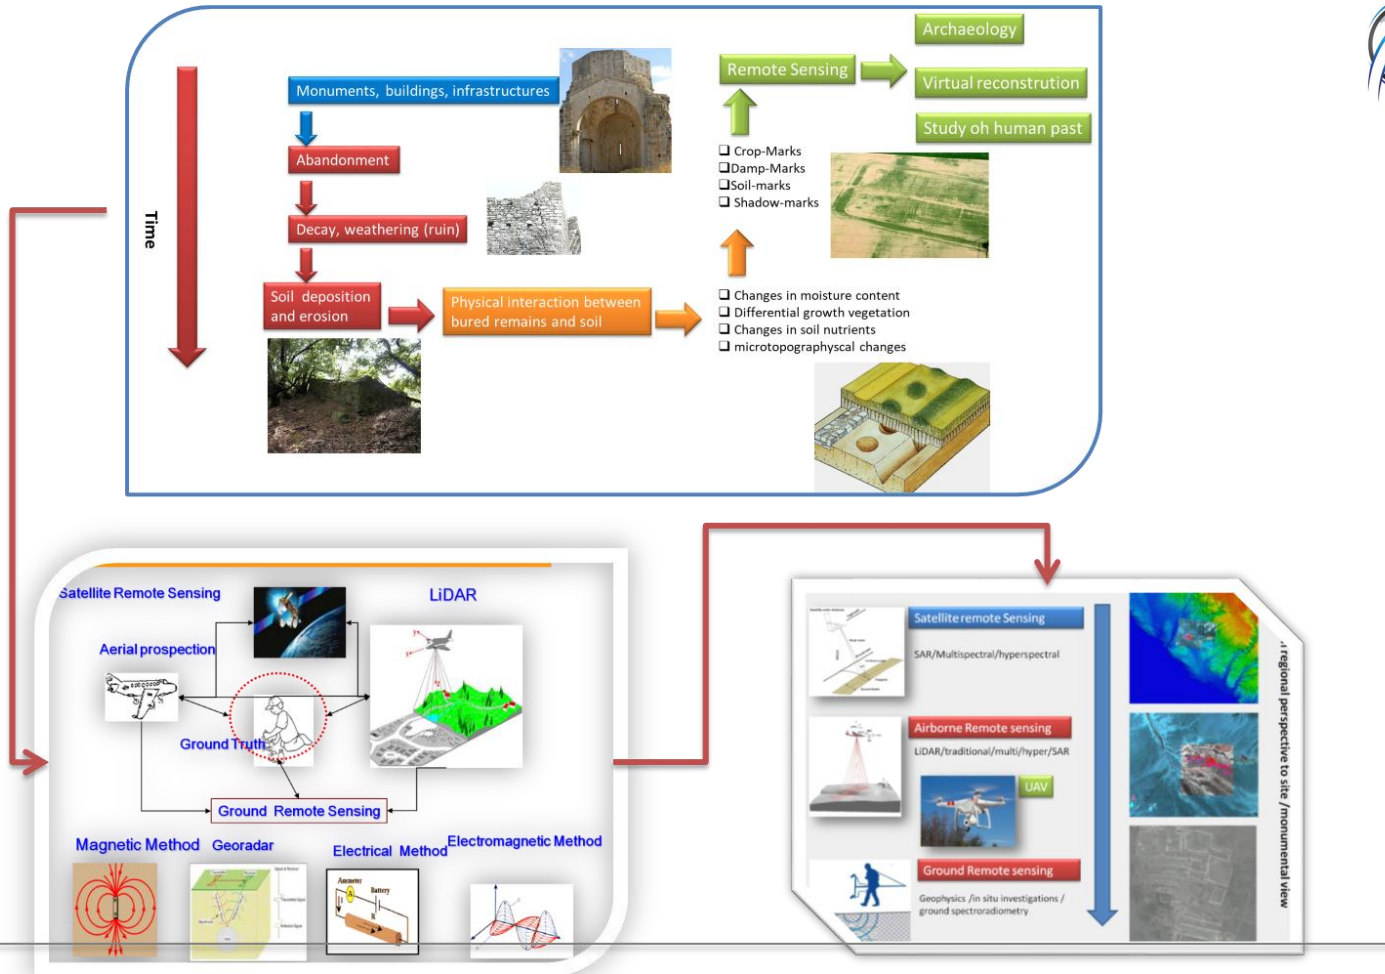 Time
Monuments, buildings, infrastructures
Abandonment
Decay, weathering (ruin)
Soil deposition
and erosion
Physical interaction between
bured remains and soil
Changes in moisture content
Differential growth vegetation
Changes in soil nutrients
microtopographyscal changes
Crop-Marks
Damp-Marks
Soil-marks
Shadow-marks
Remote Sensing
Archaeology
Virtual reconstrution
Study oh human past
Satellite Remote Sensing
LiDAR
Aerial prospection
Ground Truth
Ground Remote Sensing
Magnetic Method
Georadar
Electrical Method
Electromagnetic Method
Ammeter
Battery
A
R
I
Satellite remote Sensing
SAR/Multispectral/hyperspectral
Airborne Remote sensing
LiDAR/traditional/multi/hyper/SAR
UAV
Ground Remote sensing
Geophysics /in situ investigations /
ground spectroradiometry
regional perspective to site /monumental view